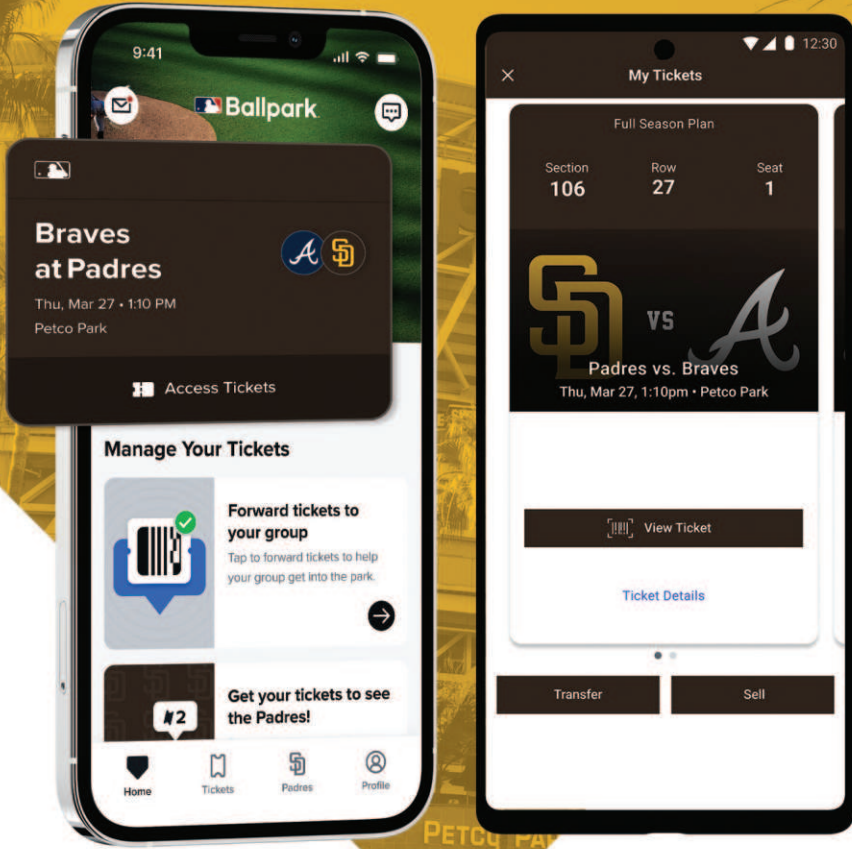 9:41
Ballpark
Braves
at Padres
Thu, Mar 27 • 1:10 PM
Petco Park
Access Tickets
Manage Your Tickets
Forward tickets to
your group
Tap to forward tickets to help
your group get into the park.
2
Get your tickets to see
the Padres!
Home
Tickets
Padres
Profile
12:30
My Tickets
Full Season Plan
Section
Row
Seat
106
27
1
SD
VS
A
Padres vs. Braves
Thu, Mar 27, 1:10pm • Petco Park
View Ticket
Ticket Details
Transfer
Sell
PETCO PA